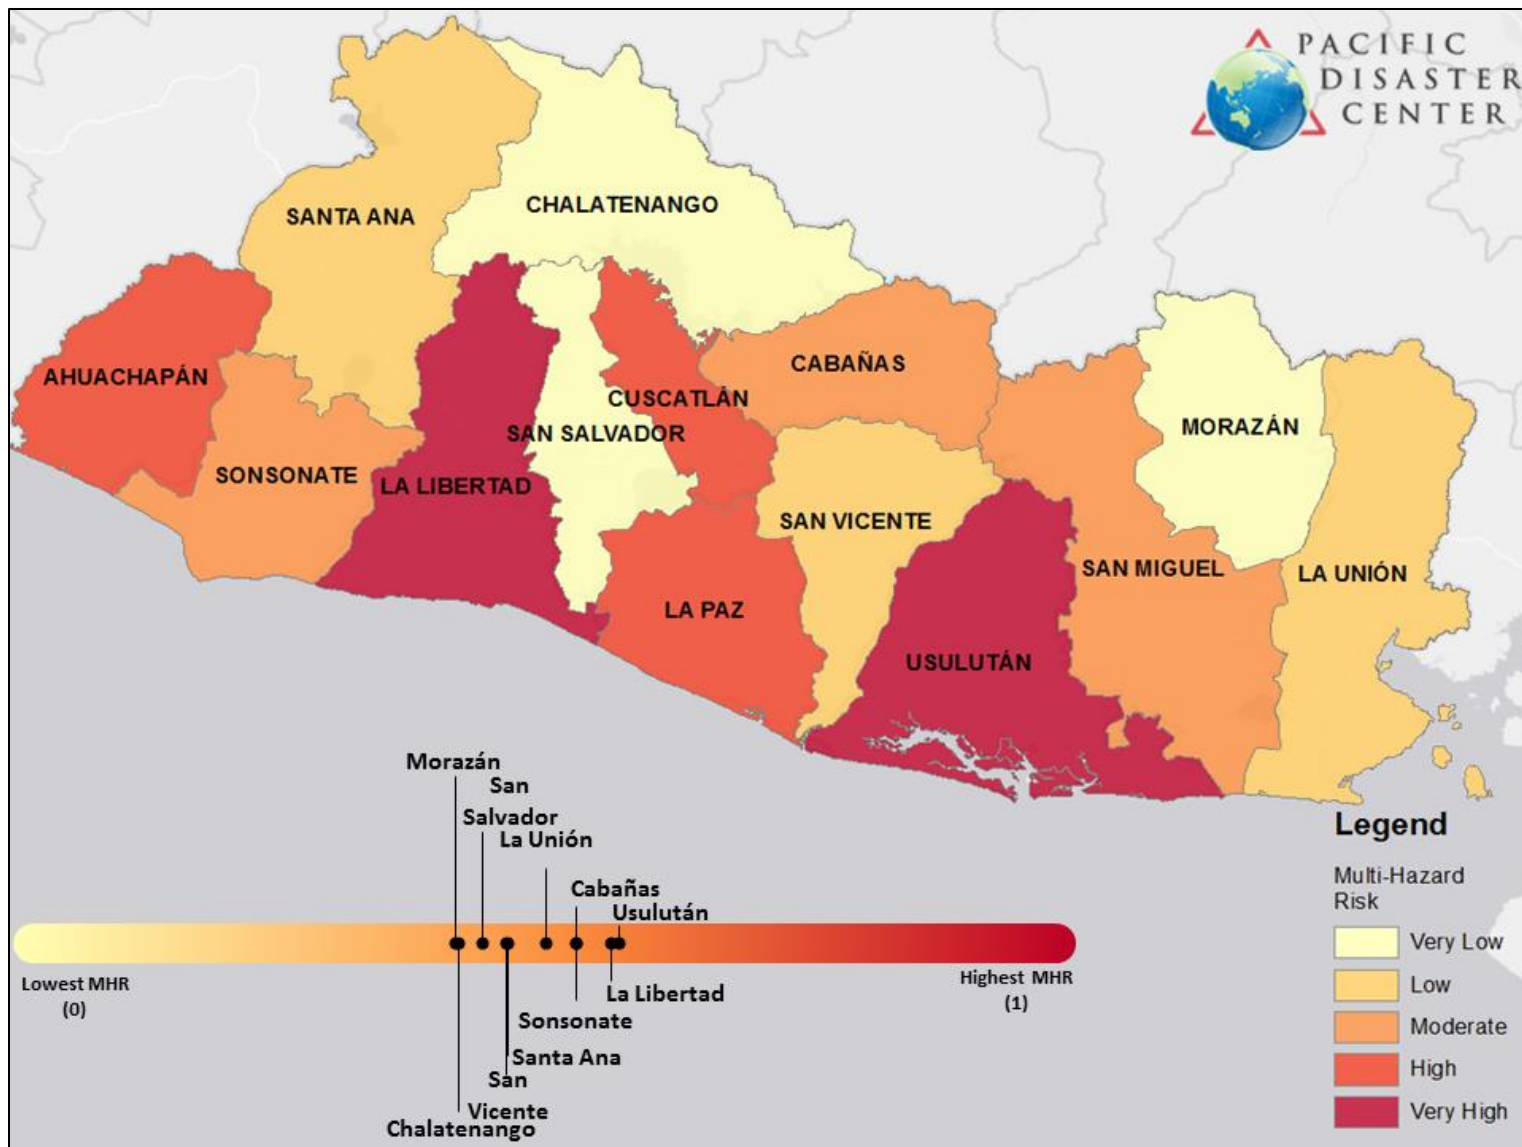 PACIFIC
DISASTER
CENTER
SANTA ANA
CHALATENANGO
AHUACHAPÁN
CABAÑAS
CUSCATLÁN
MORAZÁN
SAN SALVADOR
SONSONATE
LA LIBERTAD
SAN VICENTE
SAN MIGUEL
LA UNIÓN
LA PAZ
USULUTÁN
Morazán
San
Salvador
La Unión
Cabañas
Usulután
Lowest MHR
(0)
Highest MHR
(1)
La Libertad
Sonsonate
Santa Ana
San
Vicente
Chalatenango
Legend
Multi-Hazard
Risk
Very Low
Low
Moderate
High
Very High